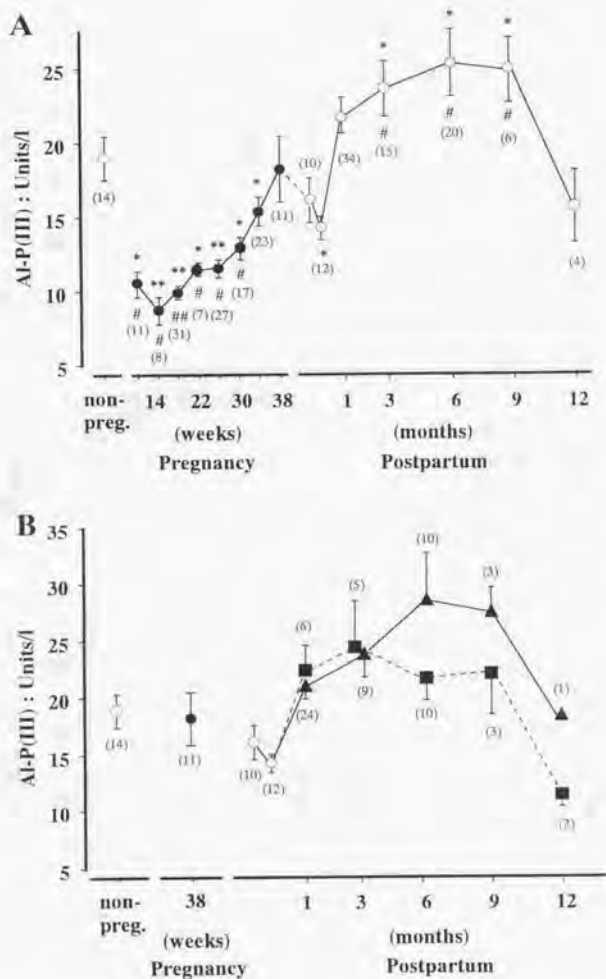 A
Al-P(III) : Units/l
25
20
15
10
5
(14)
* ** ** * ** * *
# # ## # # #
(11) (8) (31) (7) (27) (17) (23) (11)
(10) (12) (34) (15) (20) (6) (4)
* * * *
# # #
non-preg. 14 22 30 38 1 3 6 9 12
(weeks) (months)
Pregnancy Postpartum
B
Al-P(III) : Units/l
35
30
25
20
15
10
5
(14) (11) (10) (12)
(6) (5) (10) (3) (1)
(24) (9) (10) (3) (2)
non-preg. 38 1 3 6 9 12
(weeks) (months)
Pregnancy Postpartum